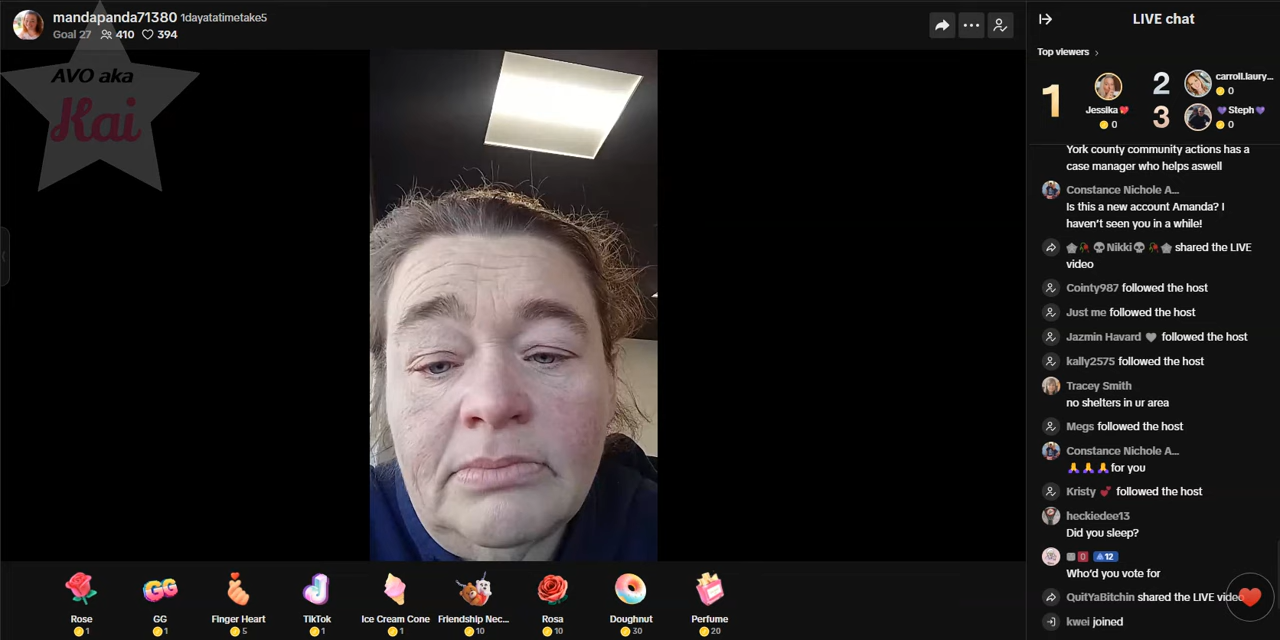 mandapanda71380 1dayatatimetake5
Goal 27 410 394
AVO aka
Kai
LIVE chat
Top viewers >
1
Jessika
0
2
carroll.laury...
0
3
Steph
0
York county community actions has a
case manager who helps aswell
Constance Nichole A...
Is this a new account Amanda? I
haven't seen you in a while!
Nikki shared the LIVE
video
Cointy987 followed the host
Just me followed the host
Jazmin Havard followed the host
kally2575 followed the host
Tracey Smith
no shelters in ur area
Megs followed the host
Constance Nichole A...
for you
Kristy followed the host
heckiedee13
Did you sleep?
0 12
Who'd you vote for
QuitYaBitchin shared the LIVE video
kwei joined
GG
Rose
1
GG
1
Finger Heart
5
TikTok
1
Ice Cream Cone
1
Friendship Nec...
10
Rosa
10
Doughnut
30
Perfume
20